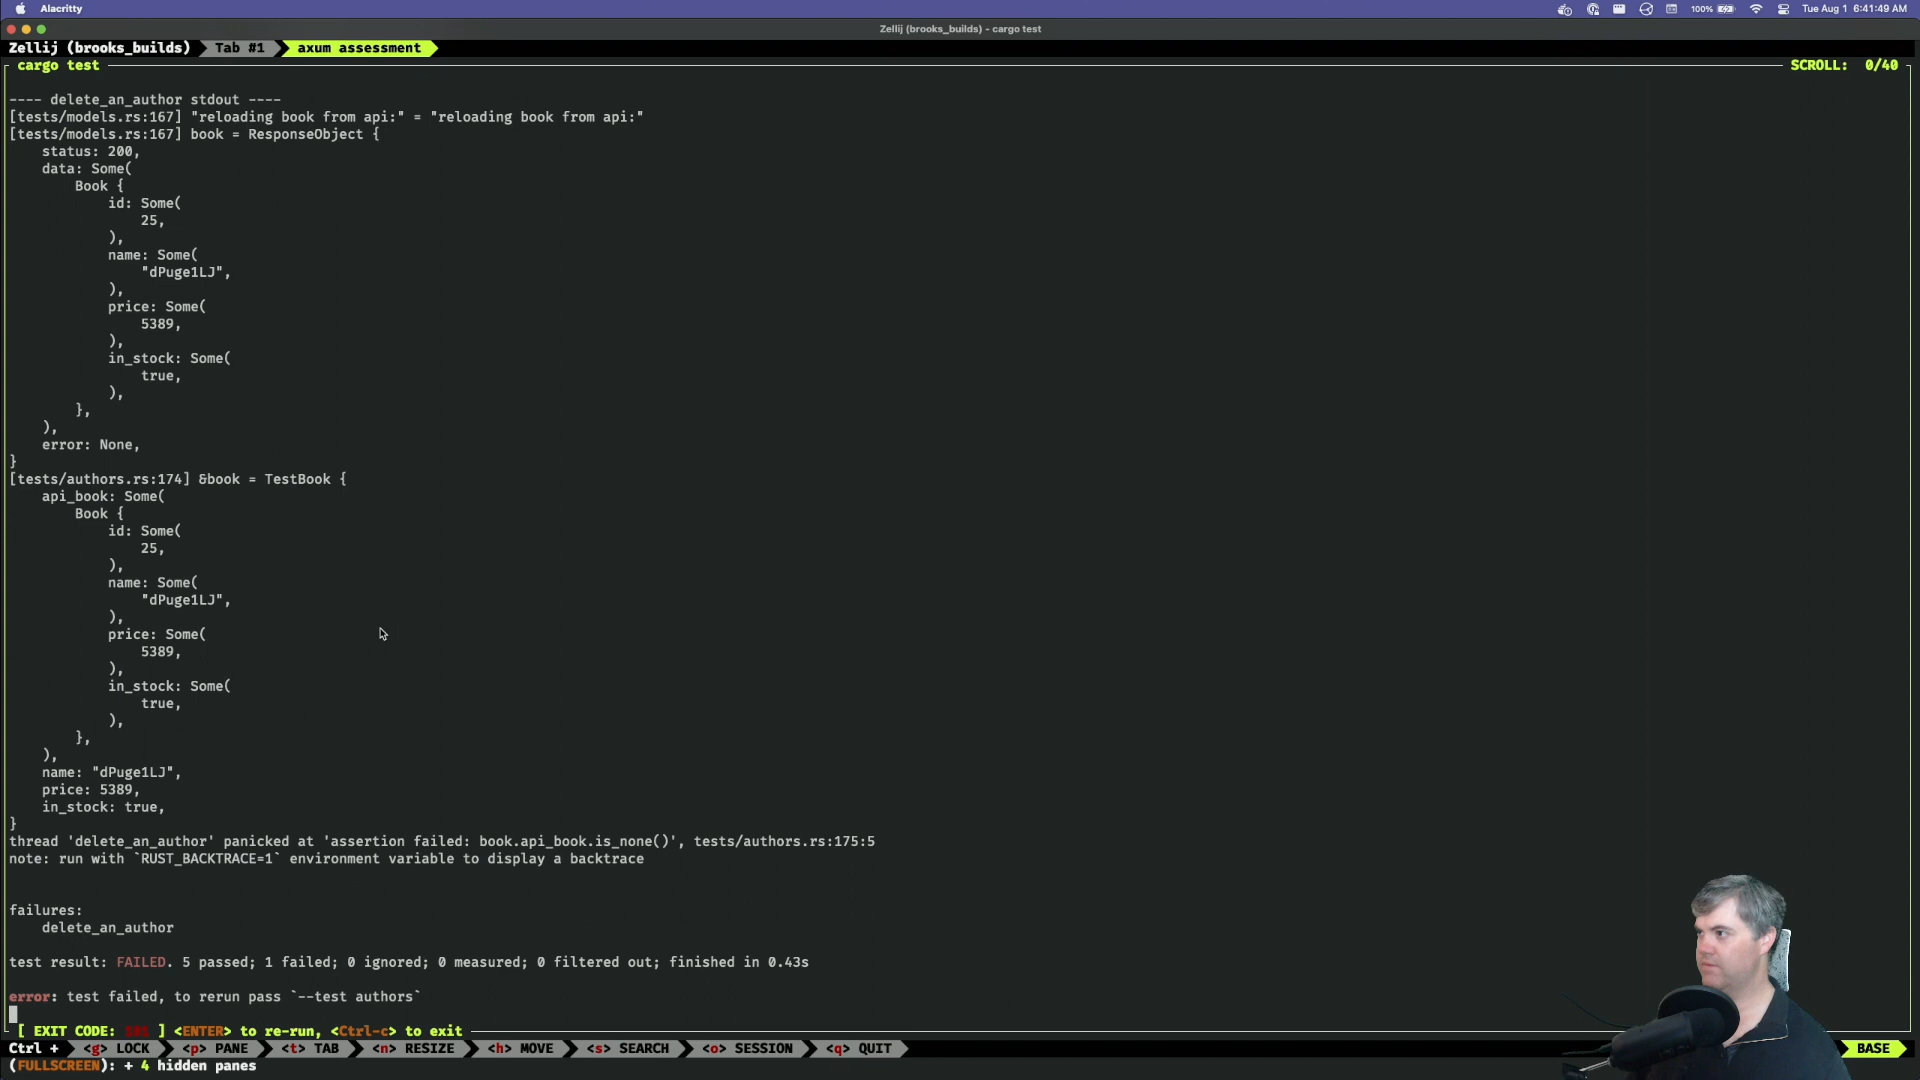 Alacritty
100%
Tue Aug 1 6:41:49 AM
Zellij (brooks_builds) - cargo test
Zellij (brooks_builds) Tab #1 axum assessment
cargo test
SCROLL: 0/40
---- delete_an_author stdout ----
[tests/models.rs:167] "reloading book from api:" = "reloading book from api:"
[tests/models.rs:167] book = ResponseObject {
    status: 200,
    data: Some(
        Book {
            id: Some(
                25,
            ),
            name: Some(
                "dPuge1LJ",
            ),
            price: Some(
                5389,
            ),
            in_stock: Some(
                true,
            ),
        },
    ),
    error: None,
}
[tests/authors.rs:174] &book = TestBook {
    api_book: Some(
        Book {
            id: Some(
                25,
            ),
            name: Some(
                "dPuge1LJ",
            ),
            price: Some(
                5389,
            ),
            in_stock: Some(
                true,
            ),
        },
    ),
    name: "dPuge1LJ",
    price: 5389,
    in_stock: true,
}
thread 'delete_an_author' panicked at 'assertion failed: book.api_book.is_none()', tests/authors.rs:175:5
note: run with `RUST_BACKTRACE=1` environment variable to display a backtrace
failures:
    delete_an_author
test result: FAILED. 5 passed; 1 failed; 0 ignored; 0 measured; 0 filtered out; finished in 0.43s
error: test failed, to rerun pass `--test authors`
[ EXIT CODE: 101 ] <ENTER> to re-run, <Ctrl-c> to exit
Ctrl + <g> LOCK <p> PANE <t> TAB <n> RESIZE <h> MOVE <s> SEARCH <o> SESSION <q> QUIT
BASE
(FULLSCREEN): + 4 hidden panes